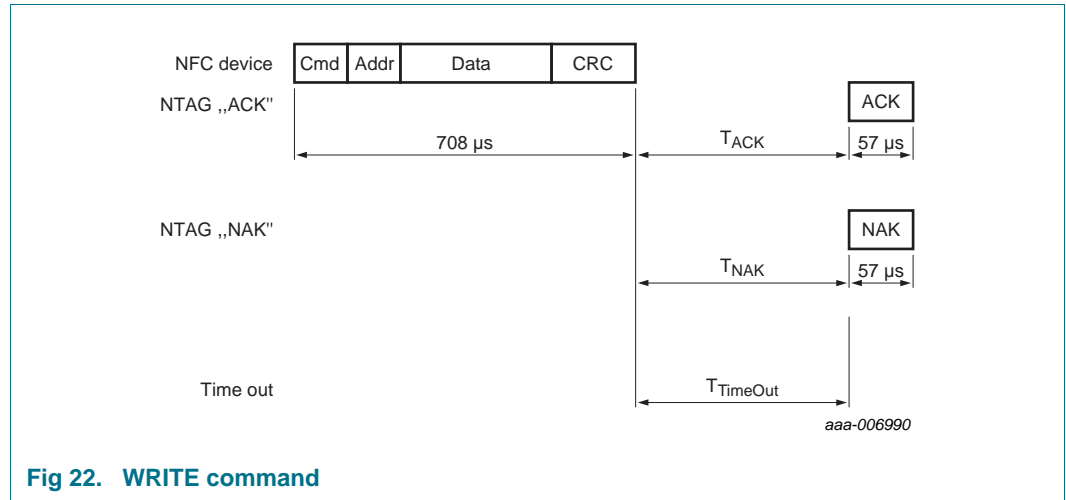 NFC device Cmd Addr Data CRC
NTAG ,,ACK" ACK
708 µs TACK 57 µs
NTAG ,,NAK" NAK
TNAK 57 µs
Time out TTimeOut
aaa-006990
Fig 22. WRITE command